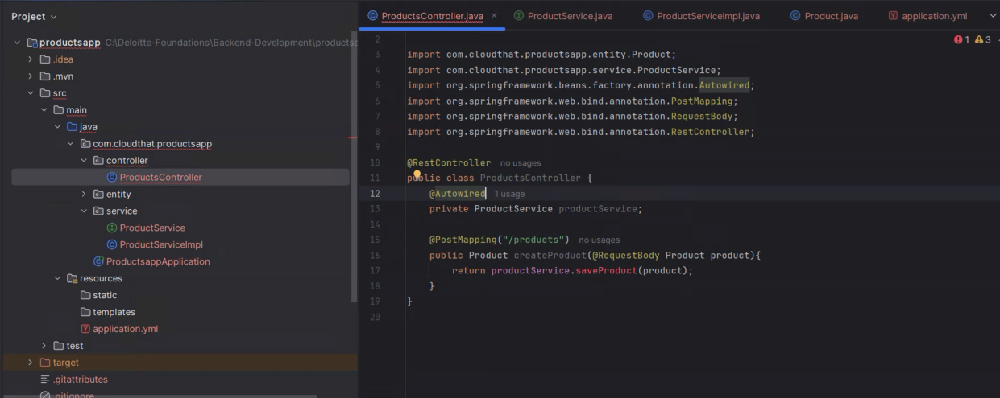 Project
productsapp C:\Deloitte-Foundations\Backend-Development\products
.idea
.mvn
src
main
java
com.cloudthat.productsapp
controller
ProductsController
entity
service
ProductService
ProductServiceImpl
ProductsappApplication
resources
static
templates
application.yml
test
target
.gitattributes
.gitignore
ProductsController.java ProductService.java ProductServiceImpl.java Product.java application.yml
1 3
2
3 import com.cloudthat.productsapp.entity.Product;
4 import com.cloudthat.productsapp.service.ProductService;
5 import org.springframework.beans.factory.annotation.Autowired;
6 import org.springframework.web.bind.annotation.PostMapping;
7 import org.springframework.web.bind.annotation.RequestBody;
8 import org.springframework.web.bind.annotation.RestController;
9
10 @RestController no usages
11 public class ProductsController {
12 @Autowired 1 usage
13 private ProductService productService;
14
15 @PostMapping("/products") no usages
16 public Product createProduct(@RequestBody Product product){
17 return productService.saveProduct(product);
18 }
19 }
20